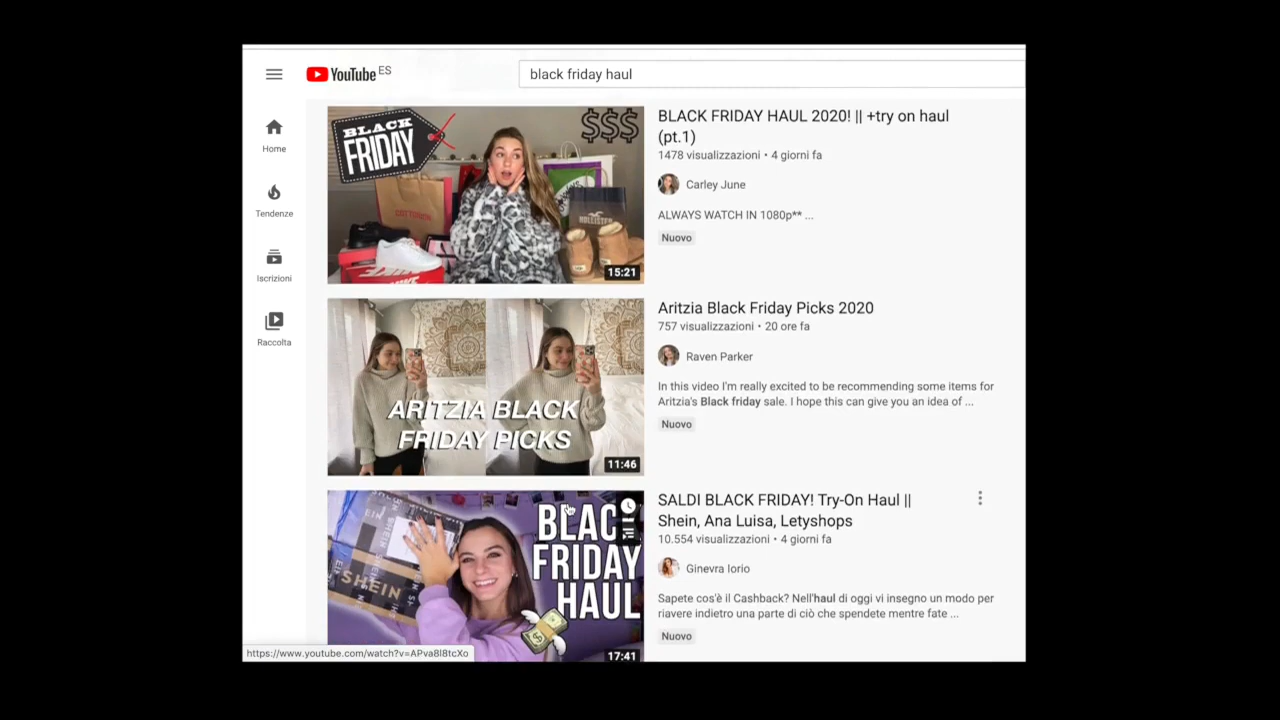 YouTube ES
black friday haul
Home
Tendenze
Iscrizioni
Raccolta
BLACK
FRIDAY
$$$
COTTON ON
HOLLISTER
NIKE
15:21
BLACK FRIDAY HAUL 2020! || +try on haul
(pt.1)
1478 visualizzazioni • 4 giorni fa
Carley June
ALWAYS WATCH IN 1080p** ...
Nuovo
ARITZIA BLACK
FRIDAY PICKS
11:46
Aritzia Black Friday Picks 2020
757 visualizzazioni • 20 ore fa
Raven Parker
In this video I'm really excited to be recommending some items for
Aritzia's Black friday sale. I hope this can give you an idea of ...
Nuovo
SHEIN
BLACK
FRIDAY
HAUL
17:41
SALDI BLACK FRIDAY! Try-On Haul ||
Shein, Ana Luisa, Letyshops
10.554 visualizzazioni • 4 giorni fa
Ginevra Iorio
Sapete cos'è il Cashback? Nell'haul di oggi vi insegno un modo per
riavere indietro una parte di ciò che spendete mentre fate ...
Nuovo
https://www.youtube.com/watch?v=APva8l8tcXo